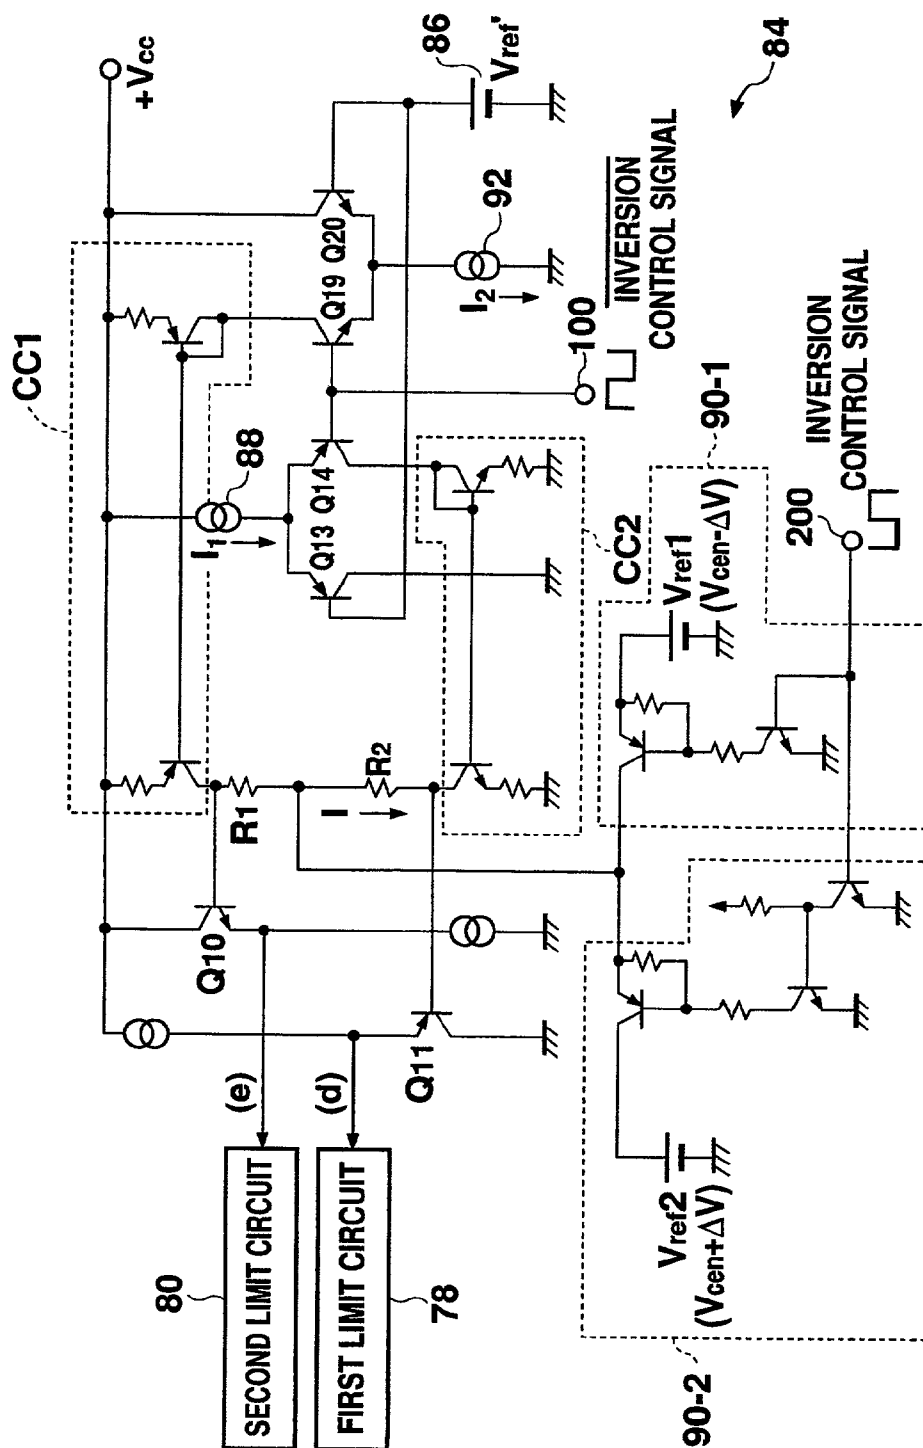 CC1
+Vcc
86
Vref'
84
I1
88
Q13
Q14
Q19
Q20
92
I2
100
INVERSION
CONTROL SIGNAL
R1
R2
I
CC2
Q10
Q11
(e)
(d)
80
SECOND LIMIT CIRCUIT
FIRST LIMIT CIRCUIT
78
90-1
Vref1
(Vcen-ΔV)
INVERSION
CONTROL SIGNAL
200
Vref2
(Vcen+ΔV)
90-2